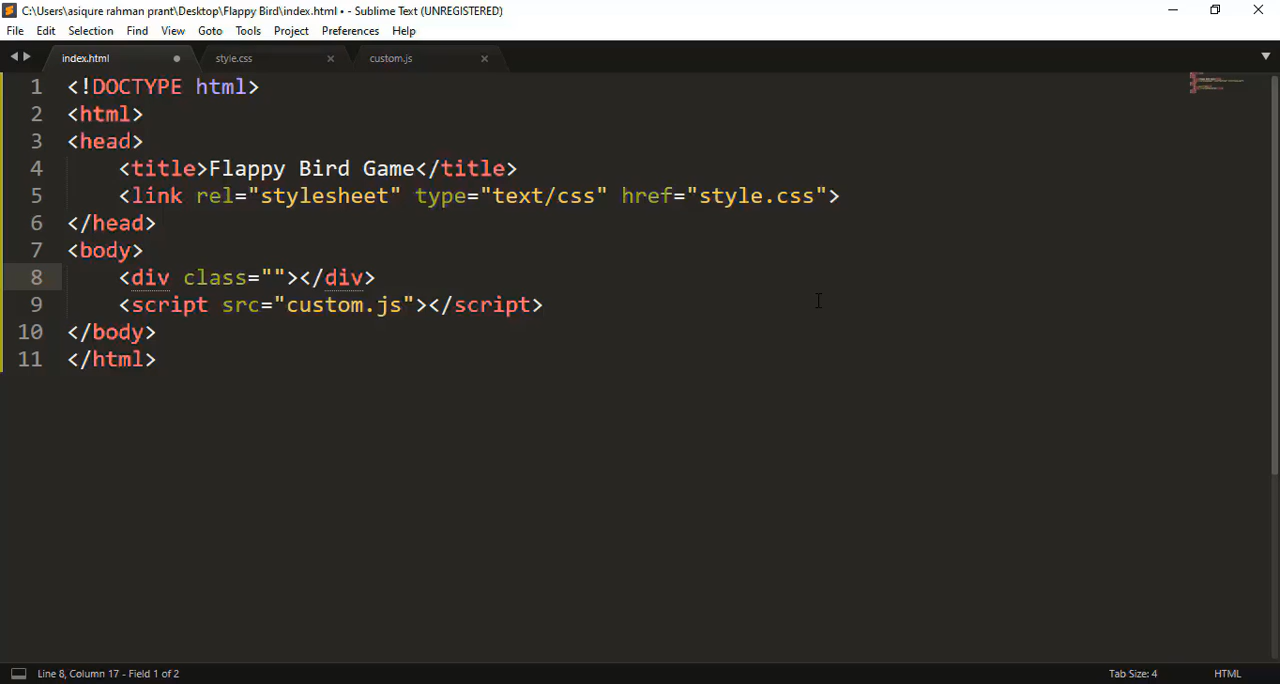 C:\Users\asiqure rahman prant\Desktop\Flappy Bird\index.html • - Sublime Text (UNREGISTERED)
File Edit Selection Find View Goto Tools Project Preferences Help
index.html style.css custom.js
1 <!DOCTYPE html>
2 <html>
3 <head>
4 <title>Flappy Bird Game</title>
5 <link rel="stylesheet" type="text/css" href="style.css">
6 </head>
7 <body>
8 <div class=""></div>
9 <script src="custom.js"></script>
10 </body>
11 </html>
Line 8, Column 17 - Field 1 of 2 Tab Size: 4 HTML